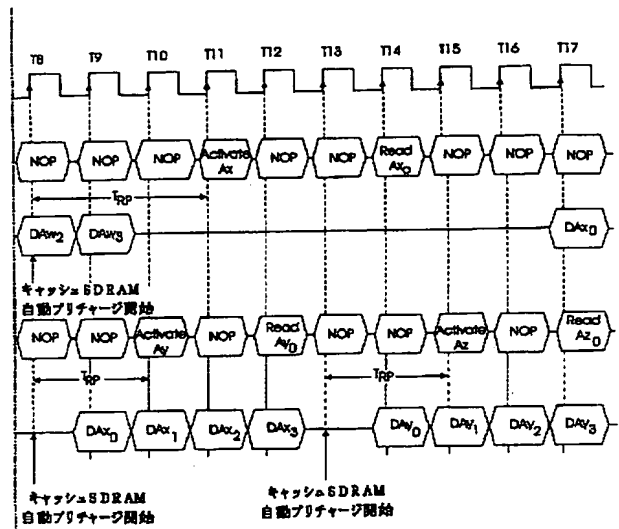 T8 T9 T10 T11 T12 T13 T14 T15 T16 T17
NOP NOP NOP Activate Ax NOP NOP Read Ax0 NOP NOP NOP
TRP
DAw2 DAw3 DAx0
キャッシュSDRAM
自動プリチャージ開始
NOP NOP Activate Ay NOP Read Ay0 NOP NOP Activate Az NOP Read Az0
TRP TRP
DAx0 DAx1 DAx2 DAx3 DAy0 DAy1 DAy2 DAy3
キャッシュSDRAM
自動プリチャージ開始
キャッシュSDRAM
自動プリチャージ開始